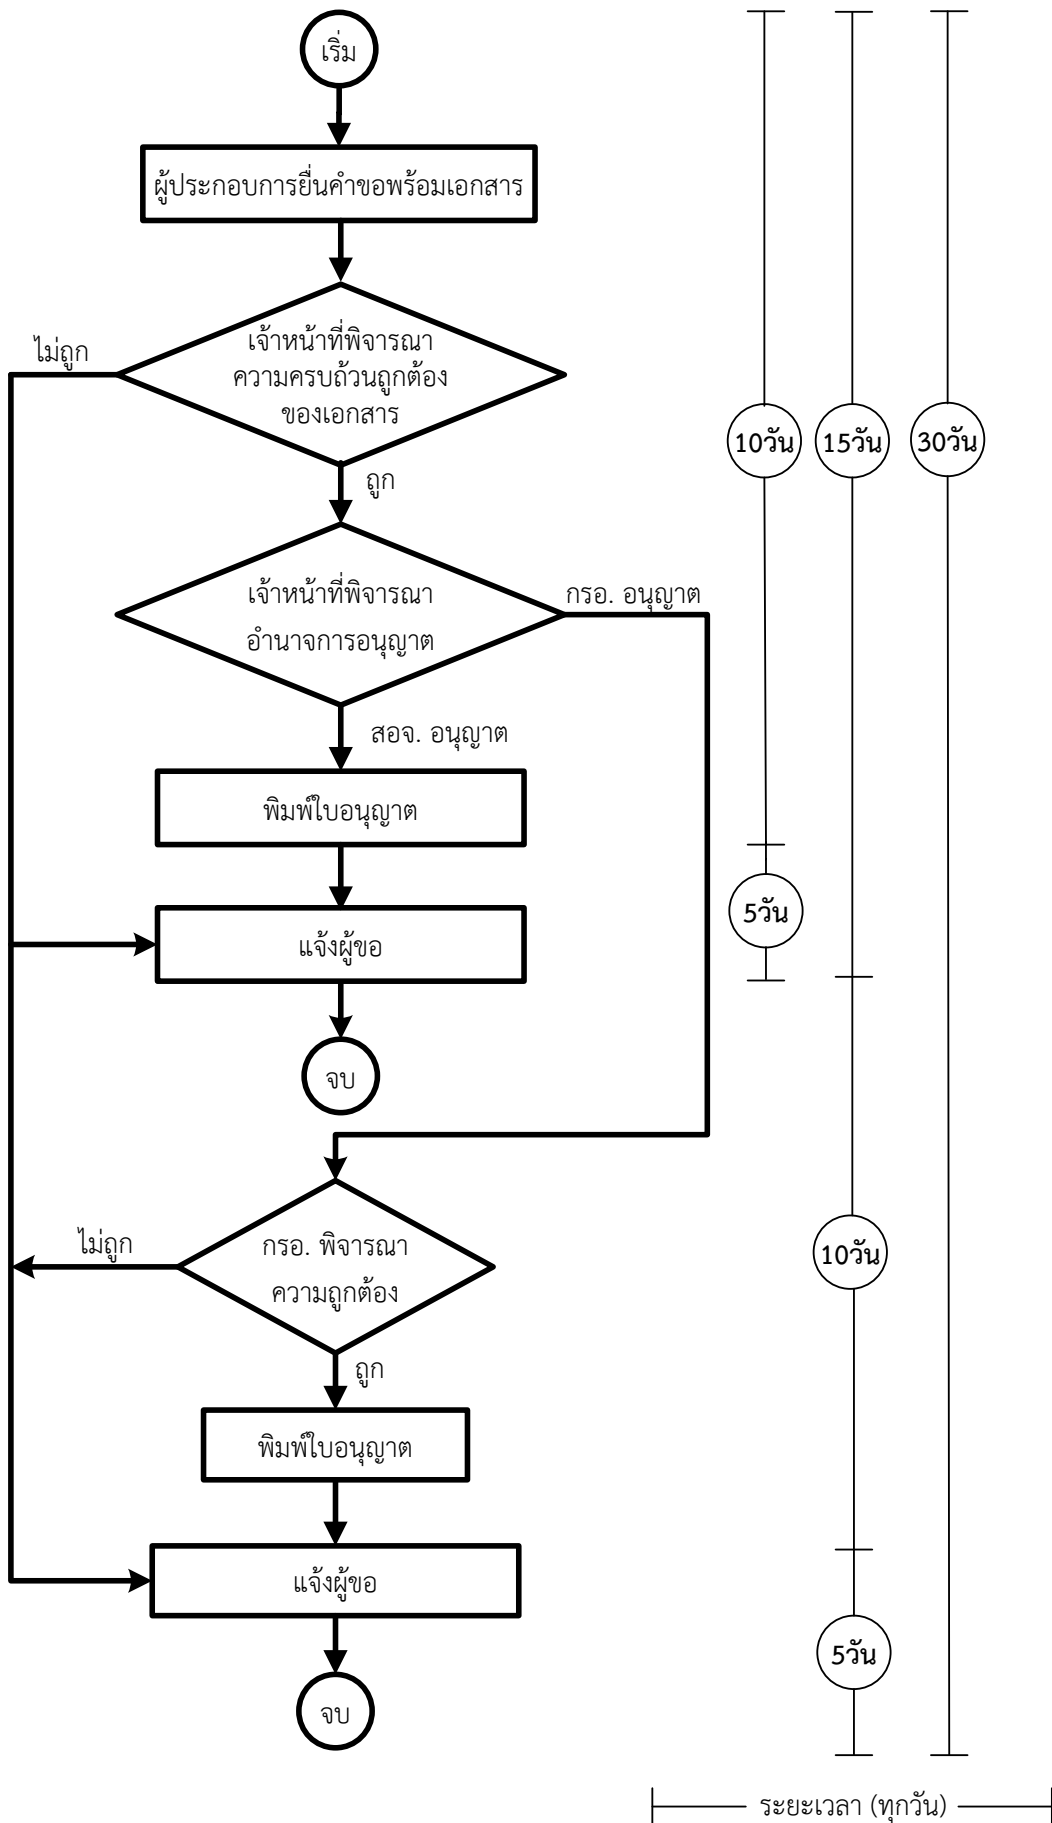 เริ่ม
ผู้ประกอบการยื่นคำขอพร้อมเอกสาร
ไม่ถูก
เจ้าหน้าที่พิจารณา
ความครบถ้วนถูกต้อง
ของเอกสาร
10วัน
15วัน
30วัน
ถูก
เจ้าหน้าที่พิจารณา
อำนาจการอนุญาต
กรอ. อนุญาต
สอจ. อนุญาต
พิมพ์ใบอนุญาต
5วัน
แจ้งผู้ขอ
จบ
ไม่ถูก
กรอ. พิจารณา
ความถูกต้อง
10วัน
ถูก
พิมพ์ใบอนุญาต
แจ้งผู้ขอ
5วัน
จบ
ระยะเวลา (ทุกวัน)